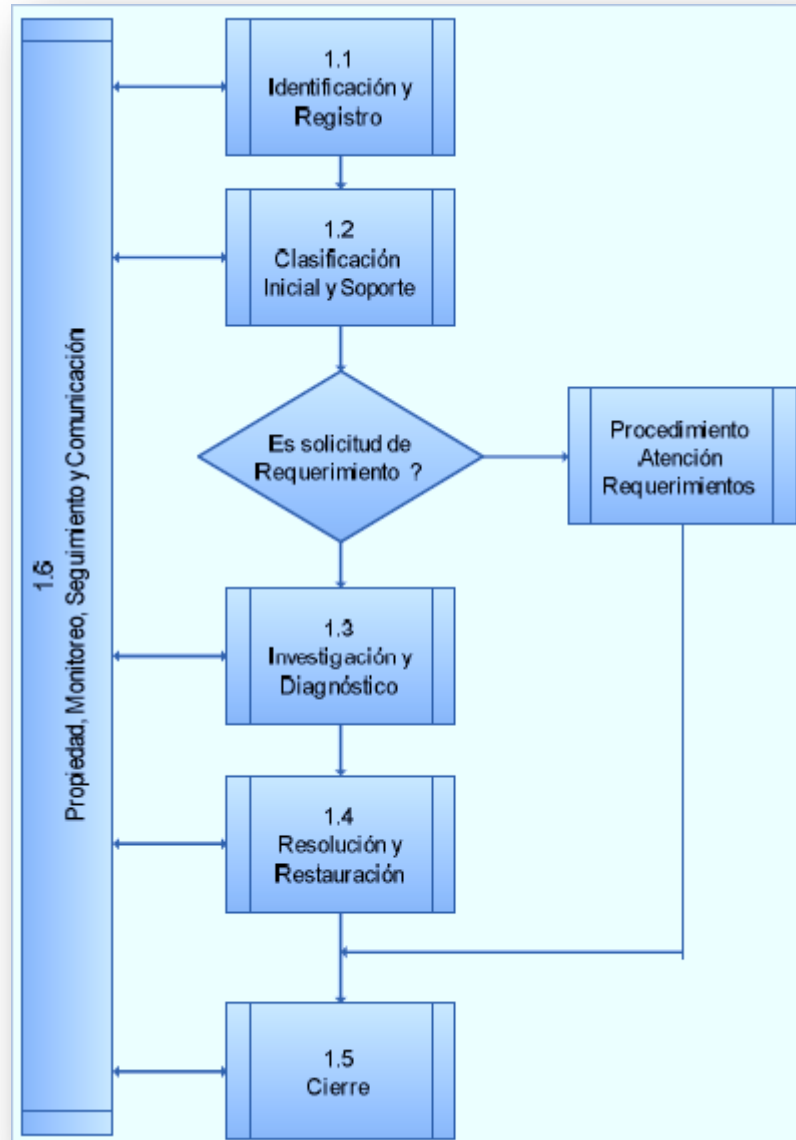 1.1
Identificación y
Registro
1.2
Clasificación
Inicial y Soporte
Es solicitud de
Requerimiento ?
Procedimiento
Atención
Requerimientos
1.3
Investigación y
Diagnóstico
1.4
Resolución y
Restauración
1.5
Cierre
1.6
Propiedad, Monitoreo, Seguimiento y Comunicación